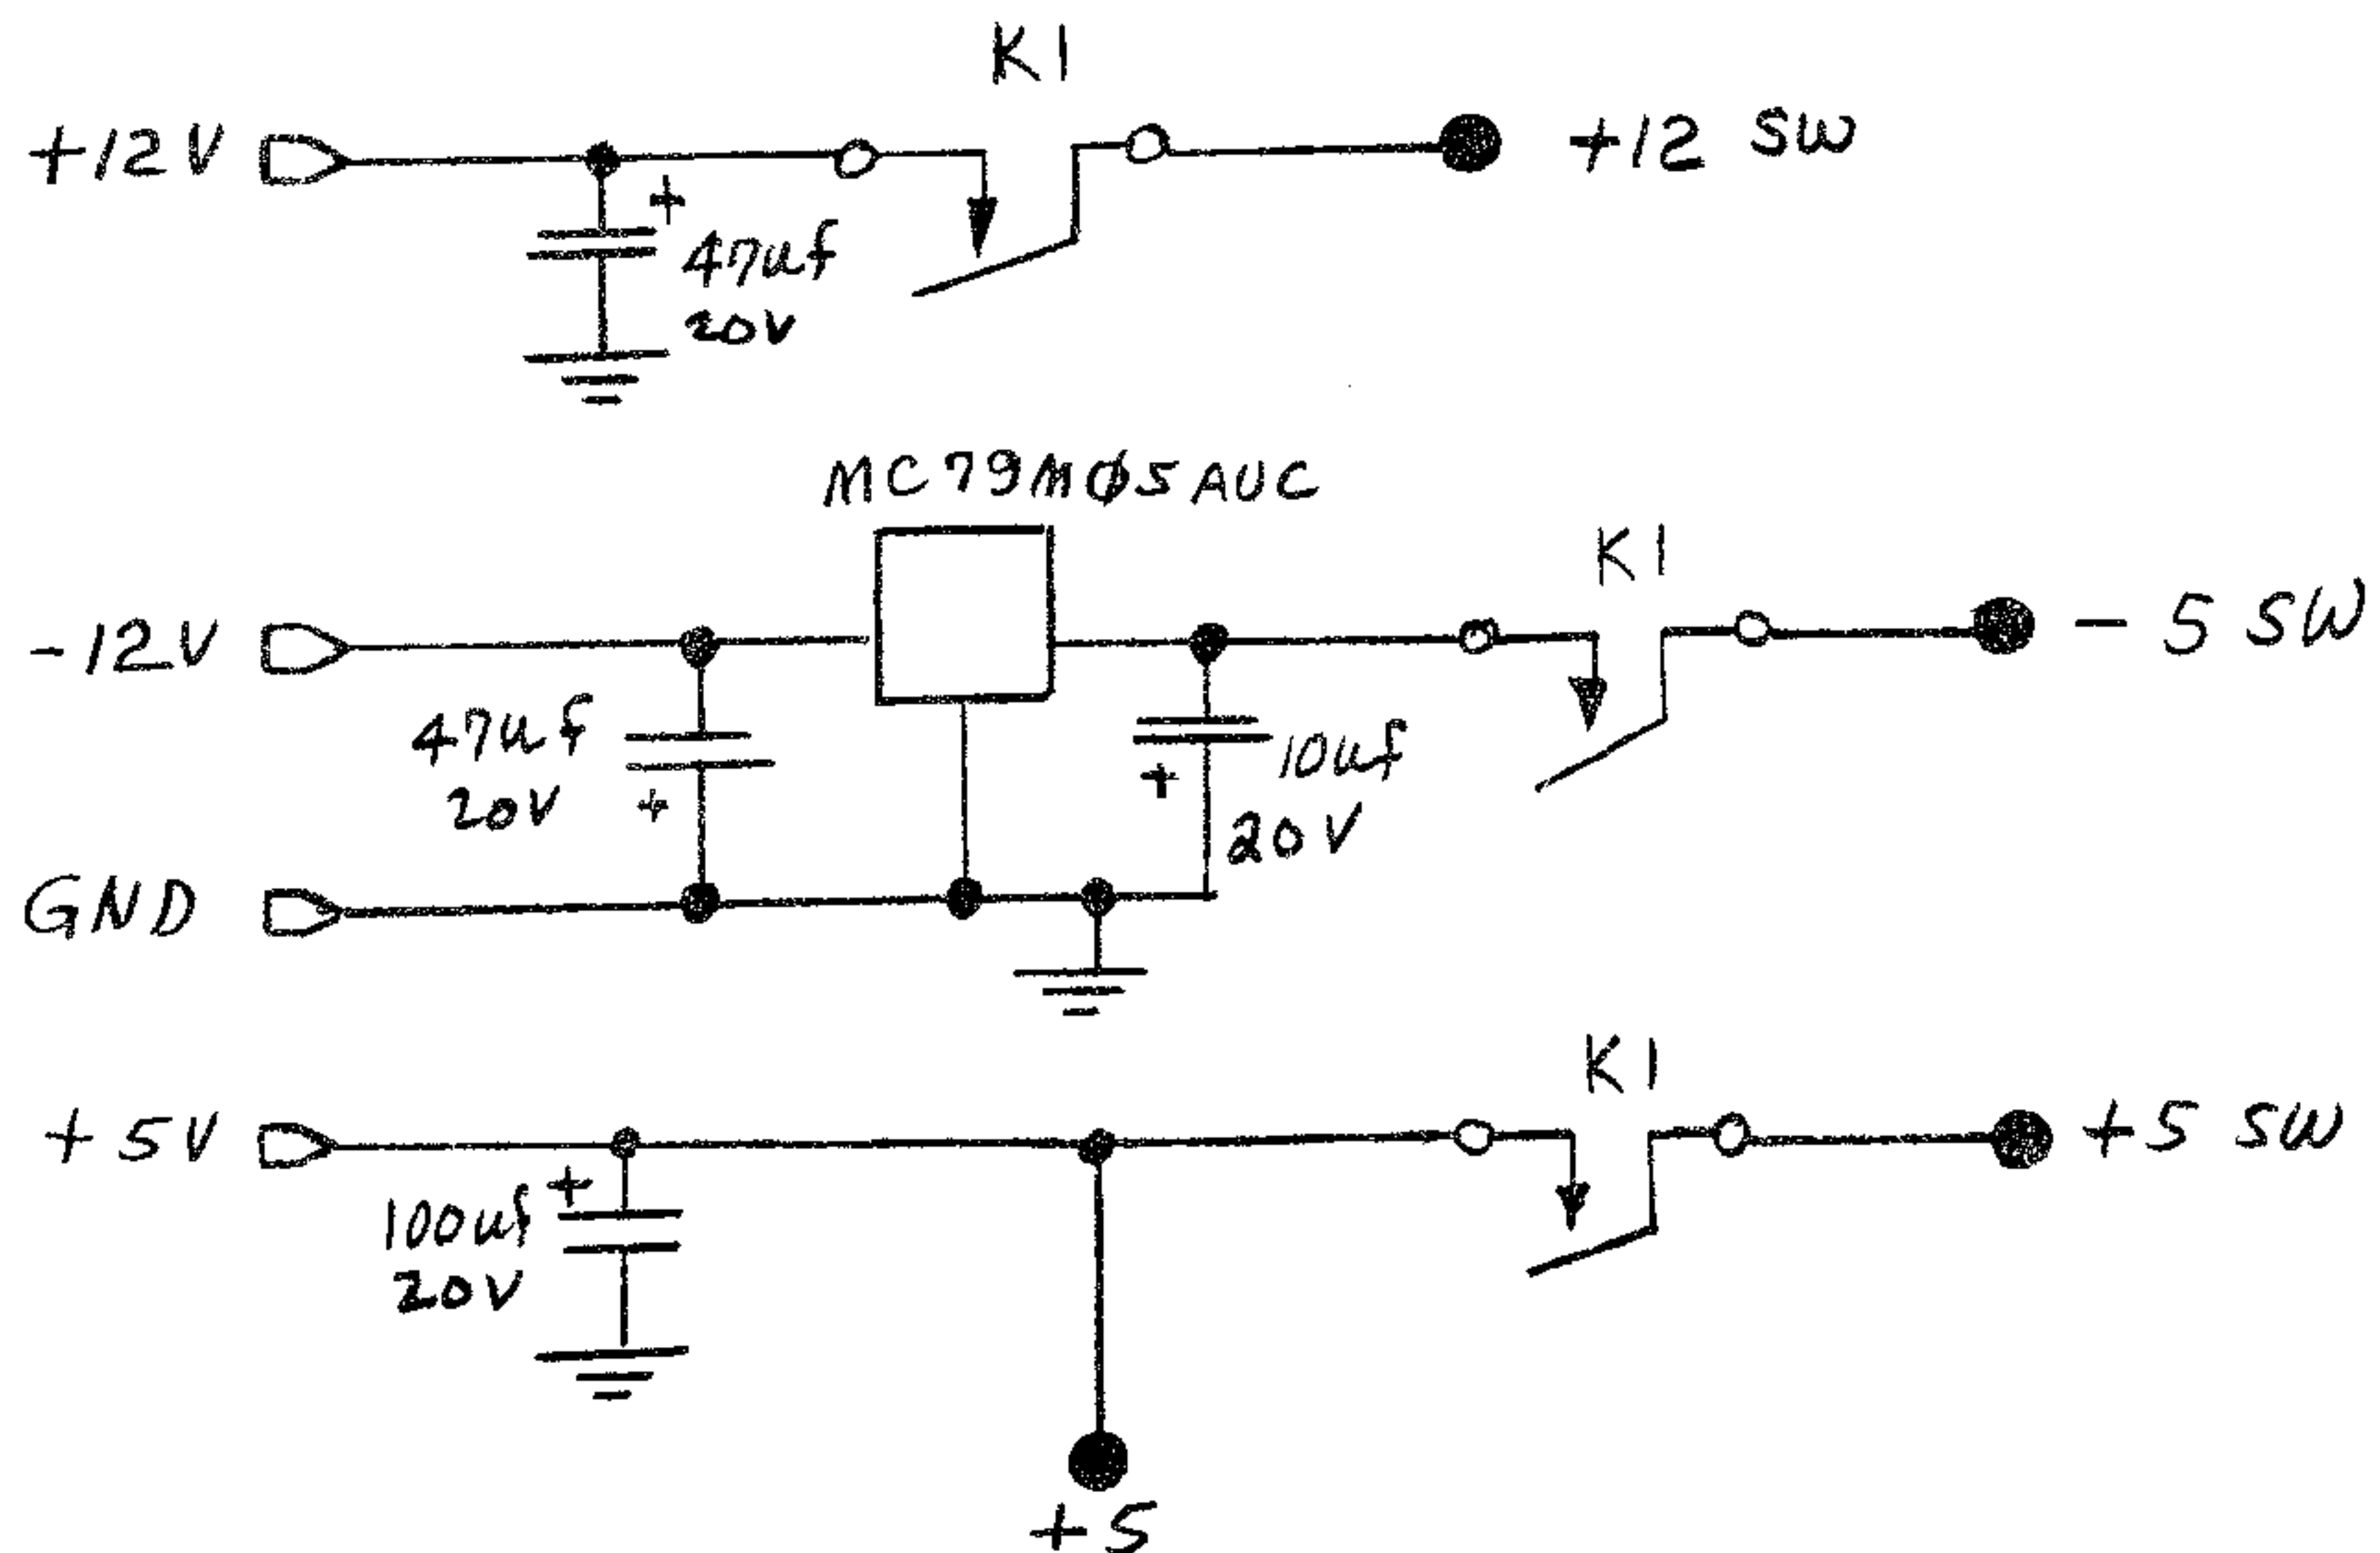 K1
+12V
+12 SW
+
47uf
20V
MC79MØ5AUC
K1
-12V
- 5 SW
47uf
20V
+
10uf
+
20V
GND
K1
+5V
+5 SW
+
100uf
20V
+5